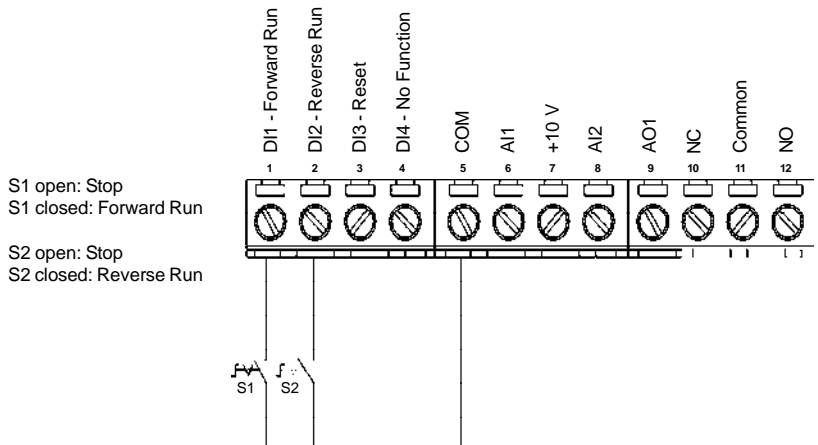 DI1 - Forward Run
DI2 - Reverse Run
DI3 - Reset
DI4 - No Function
COM
AI1
+10 V
AI2
AO1
NC
Common
NO
1 2 3 4 5 6 7 8 9 10 11 12
S1 open: Stop
S1 closed: Forward Run
S2 open: Stop
S2 closed: Reverse Run
S1 S2